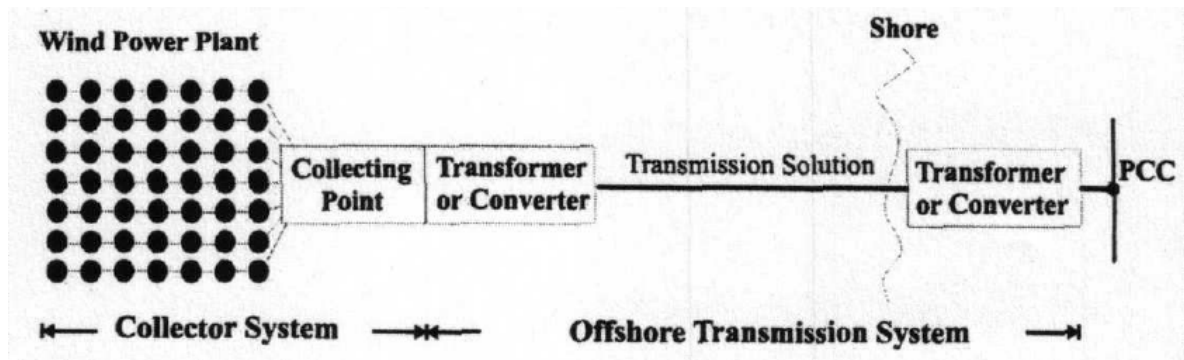 Wind Power Plant
Shore
Collecting
Point
Transformer
or Converter
Transmission Solution
Transformer
or Converter
PCC
Collector System
Offshore Transmission System